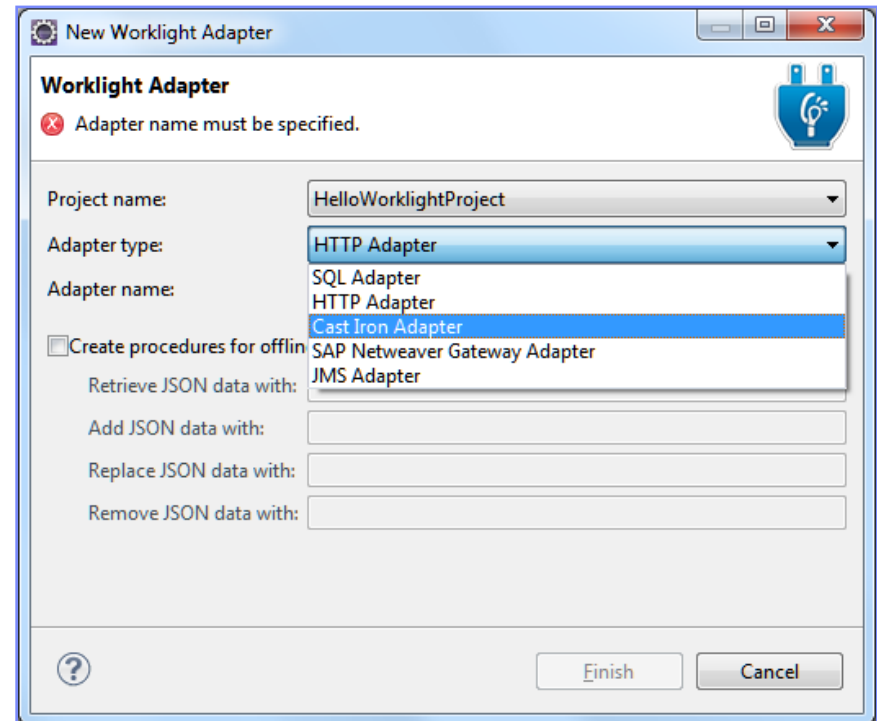 New Worklight Adapter
Worklight Adapter
Adapter name must be specified.
Project name: HelloWorklightProject
Adapter type: HTTP Adapter
SQL Adapter
Adapter name: HTTP Adapter
Cast Iron Adapter
Create procedures for offlin SAP Netweaver Gateway Adapter
JMS Adapter
Retrieve JSON data with:
Add JSON data with:
Replace JSON data with:
Remove JSON data with:
? Finish Cancel